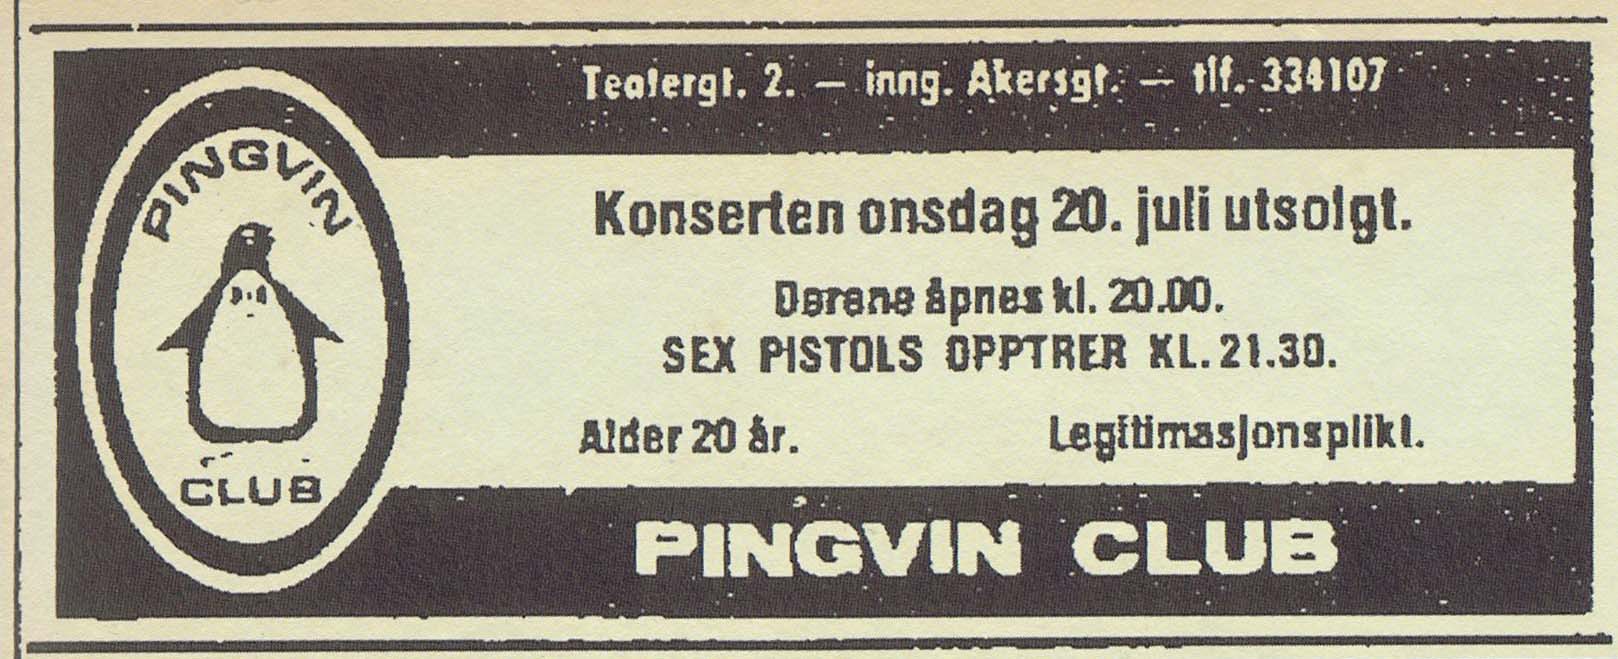 Teatergt. 2. — inng. Akersgt. — tlf. 334107
PINGVIN
CLUB
Konserten onsdag 20. juli utsolgt.
Dørene åpnes kl. 20.00.
SEX PISTOLS OPPTRER KL. 21.30.
Alder 20 år. Legitimasjonsplikt.
PINGVIN CLUB